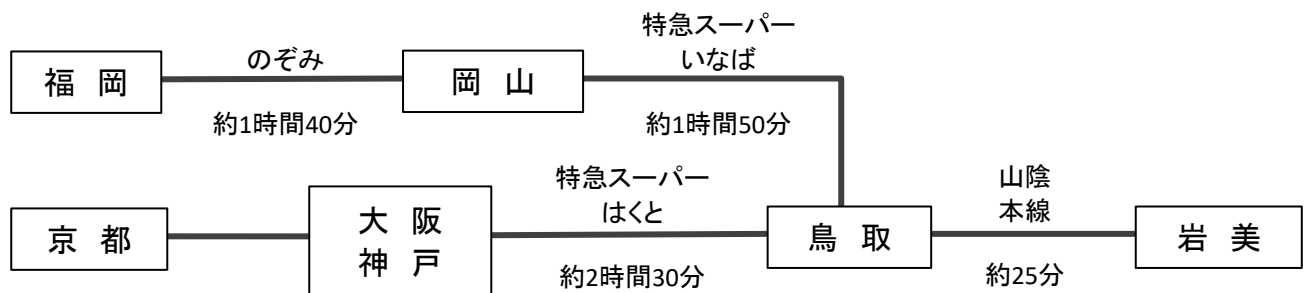 特急スーパー
いなば
福 岡
のぞみ
岡 山
約1時間40分
約1時間50分
特急スーパー
はくと
山陰
本線
京 都
大 阪
神 戸
鳥 取
岩 美
約2時間30分
約25分